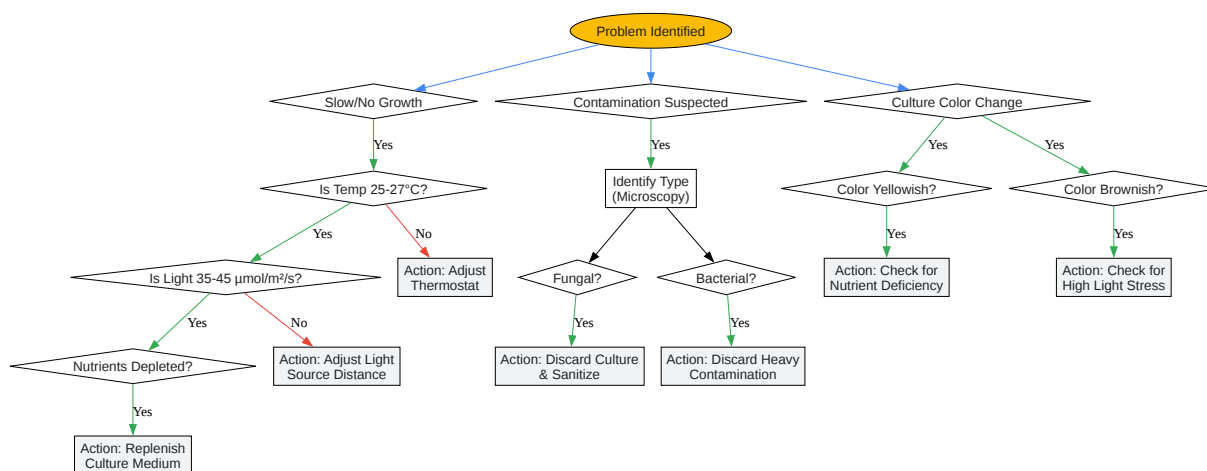 Problem Identified
Slow/No Growth
Contamination Suspected
Culture Color Change
Yes
Yes
Yes
Yes
Is Temp 25-27°C?
Identify Type
(Microscopy)
Color Yellowish?
Color Brownish?
Yes
No
Yes
Yes
Is Light 35-45 µmol/m²/s?
Action: Adjust
Thermostat
Fungal?
Bacterial?
Action: Check for
Nutrient Deficiency
Action: Check for
High Light Stress
Yes
No
Yes
Yes
Nutrients Depleted?
Action: Adjust Light
Source Distance
Action: Discard Culture
& Sanitize
Action: Discard Heavy
Contamination
Yes
Action: Replenish
Culture Medium